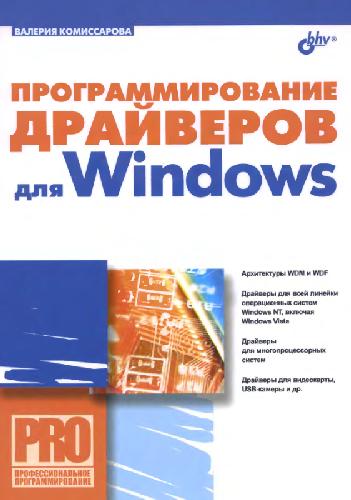 ВАЛЕРИЯ КОМИССАРОВА
bhv®
ПРОГРАММИРОВАНИЕ
ДРАЙВЕРОВ
для Windows
Архитектуры WDM и WDF
Драйверы для всей линейки
операционных систем
Windows NT, включая
Windows Vista
Драйверы
для многопроцессорных
систем
Драйверы для видеокарты,
USB-камеры и др.
PRO
ПРОФЕССИОНАЛЬНОЕ
ПРОГРАММИРОВАНИЕ